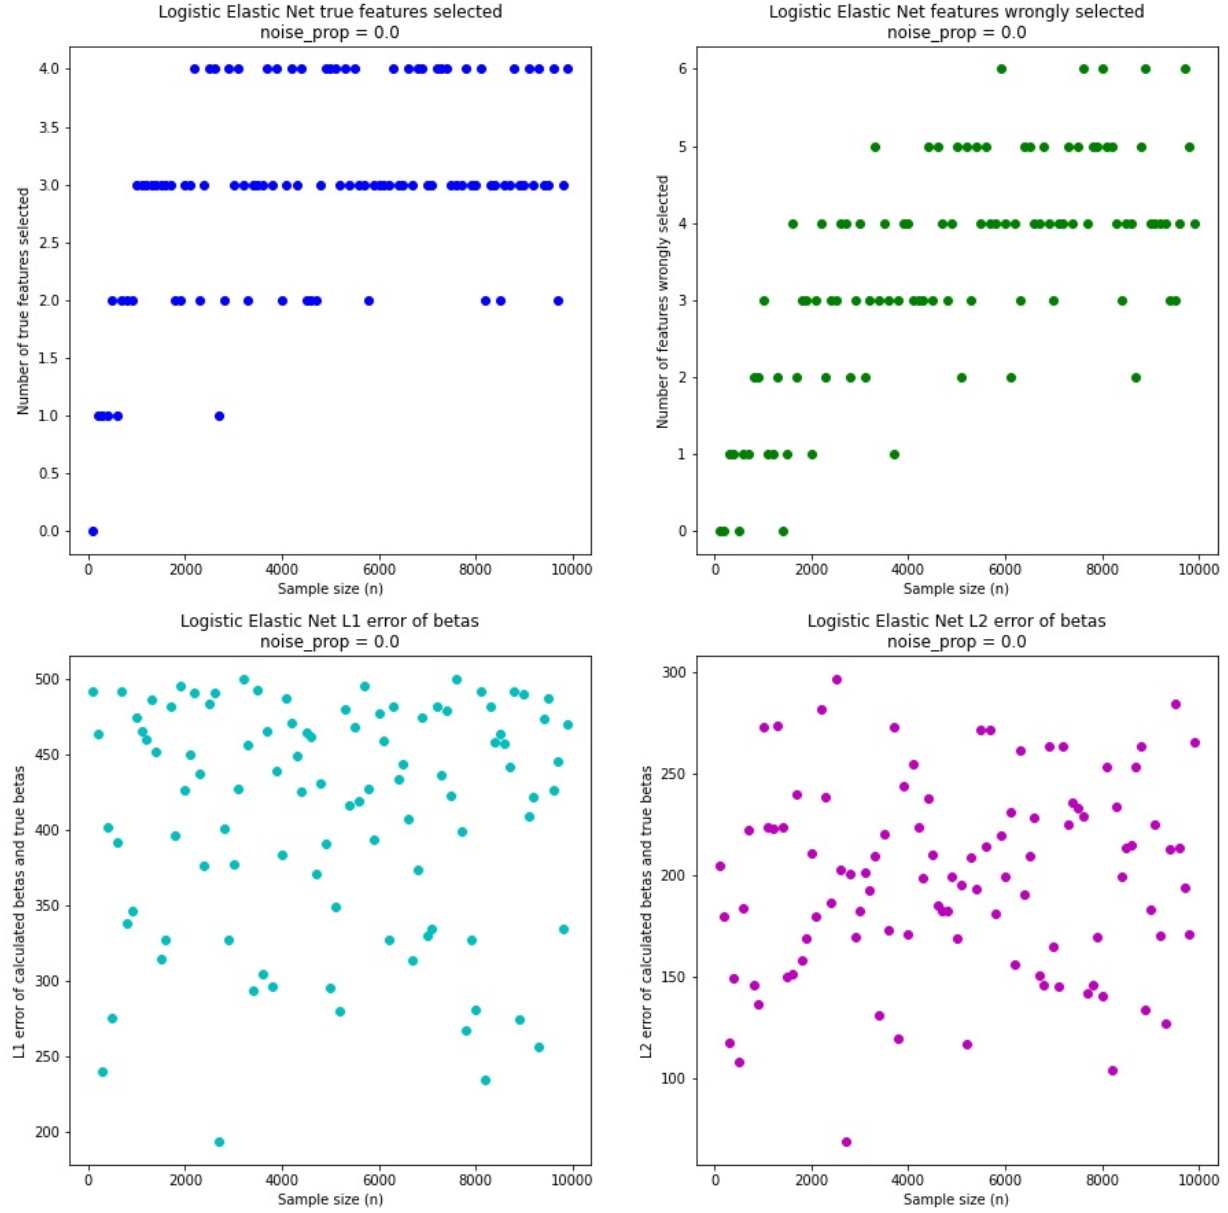 Logistic Elastic Net true features selected
noise_prop = 0.0
Number of true features selected
4.0
3.5
3.0
2.5
2.0
1.5
1.0
0.5
0.0
0 2000 4000 6000 8000 10000
Sample size (n)
Logistic Elastic Net features wrongly selected
noise_prop = 0.0
Number of features wrongly selected
6
5
4
3
2
1
0
0 2000 4000 6000 8000 10000
Sample size (n)
Logistic Elastic Net L1 error of betas
noise_prop = 0.0
L1 error of calculated betas and true betas
500
450
400
350
300
250
200
0 2000 4000 6000 8000 10000
Sample size (n)
Logistic Elastic Net L2 error of betas
noise_prop = 0.0
L2 error of calculated betas and true betas
300
250
200
150
100
0 2000 4000 6000 8000 10000
Sample size (n)